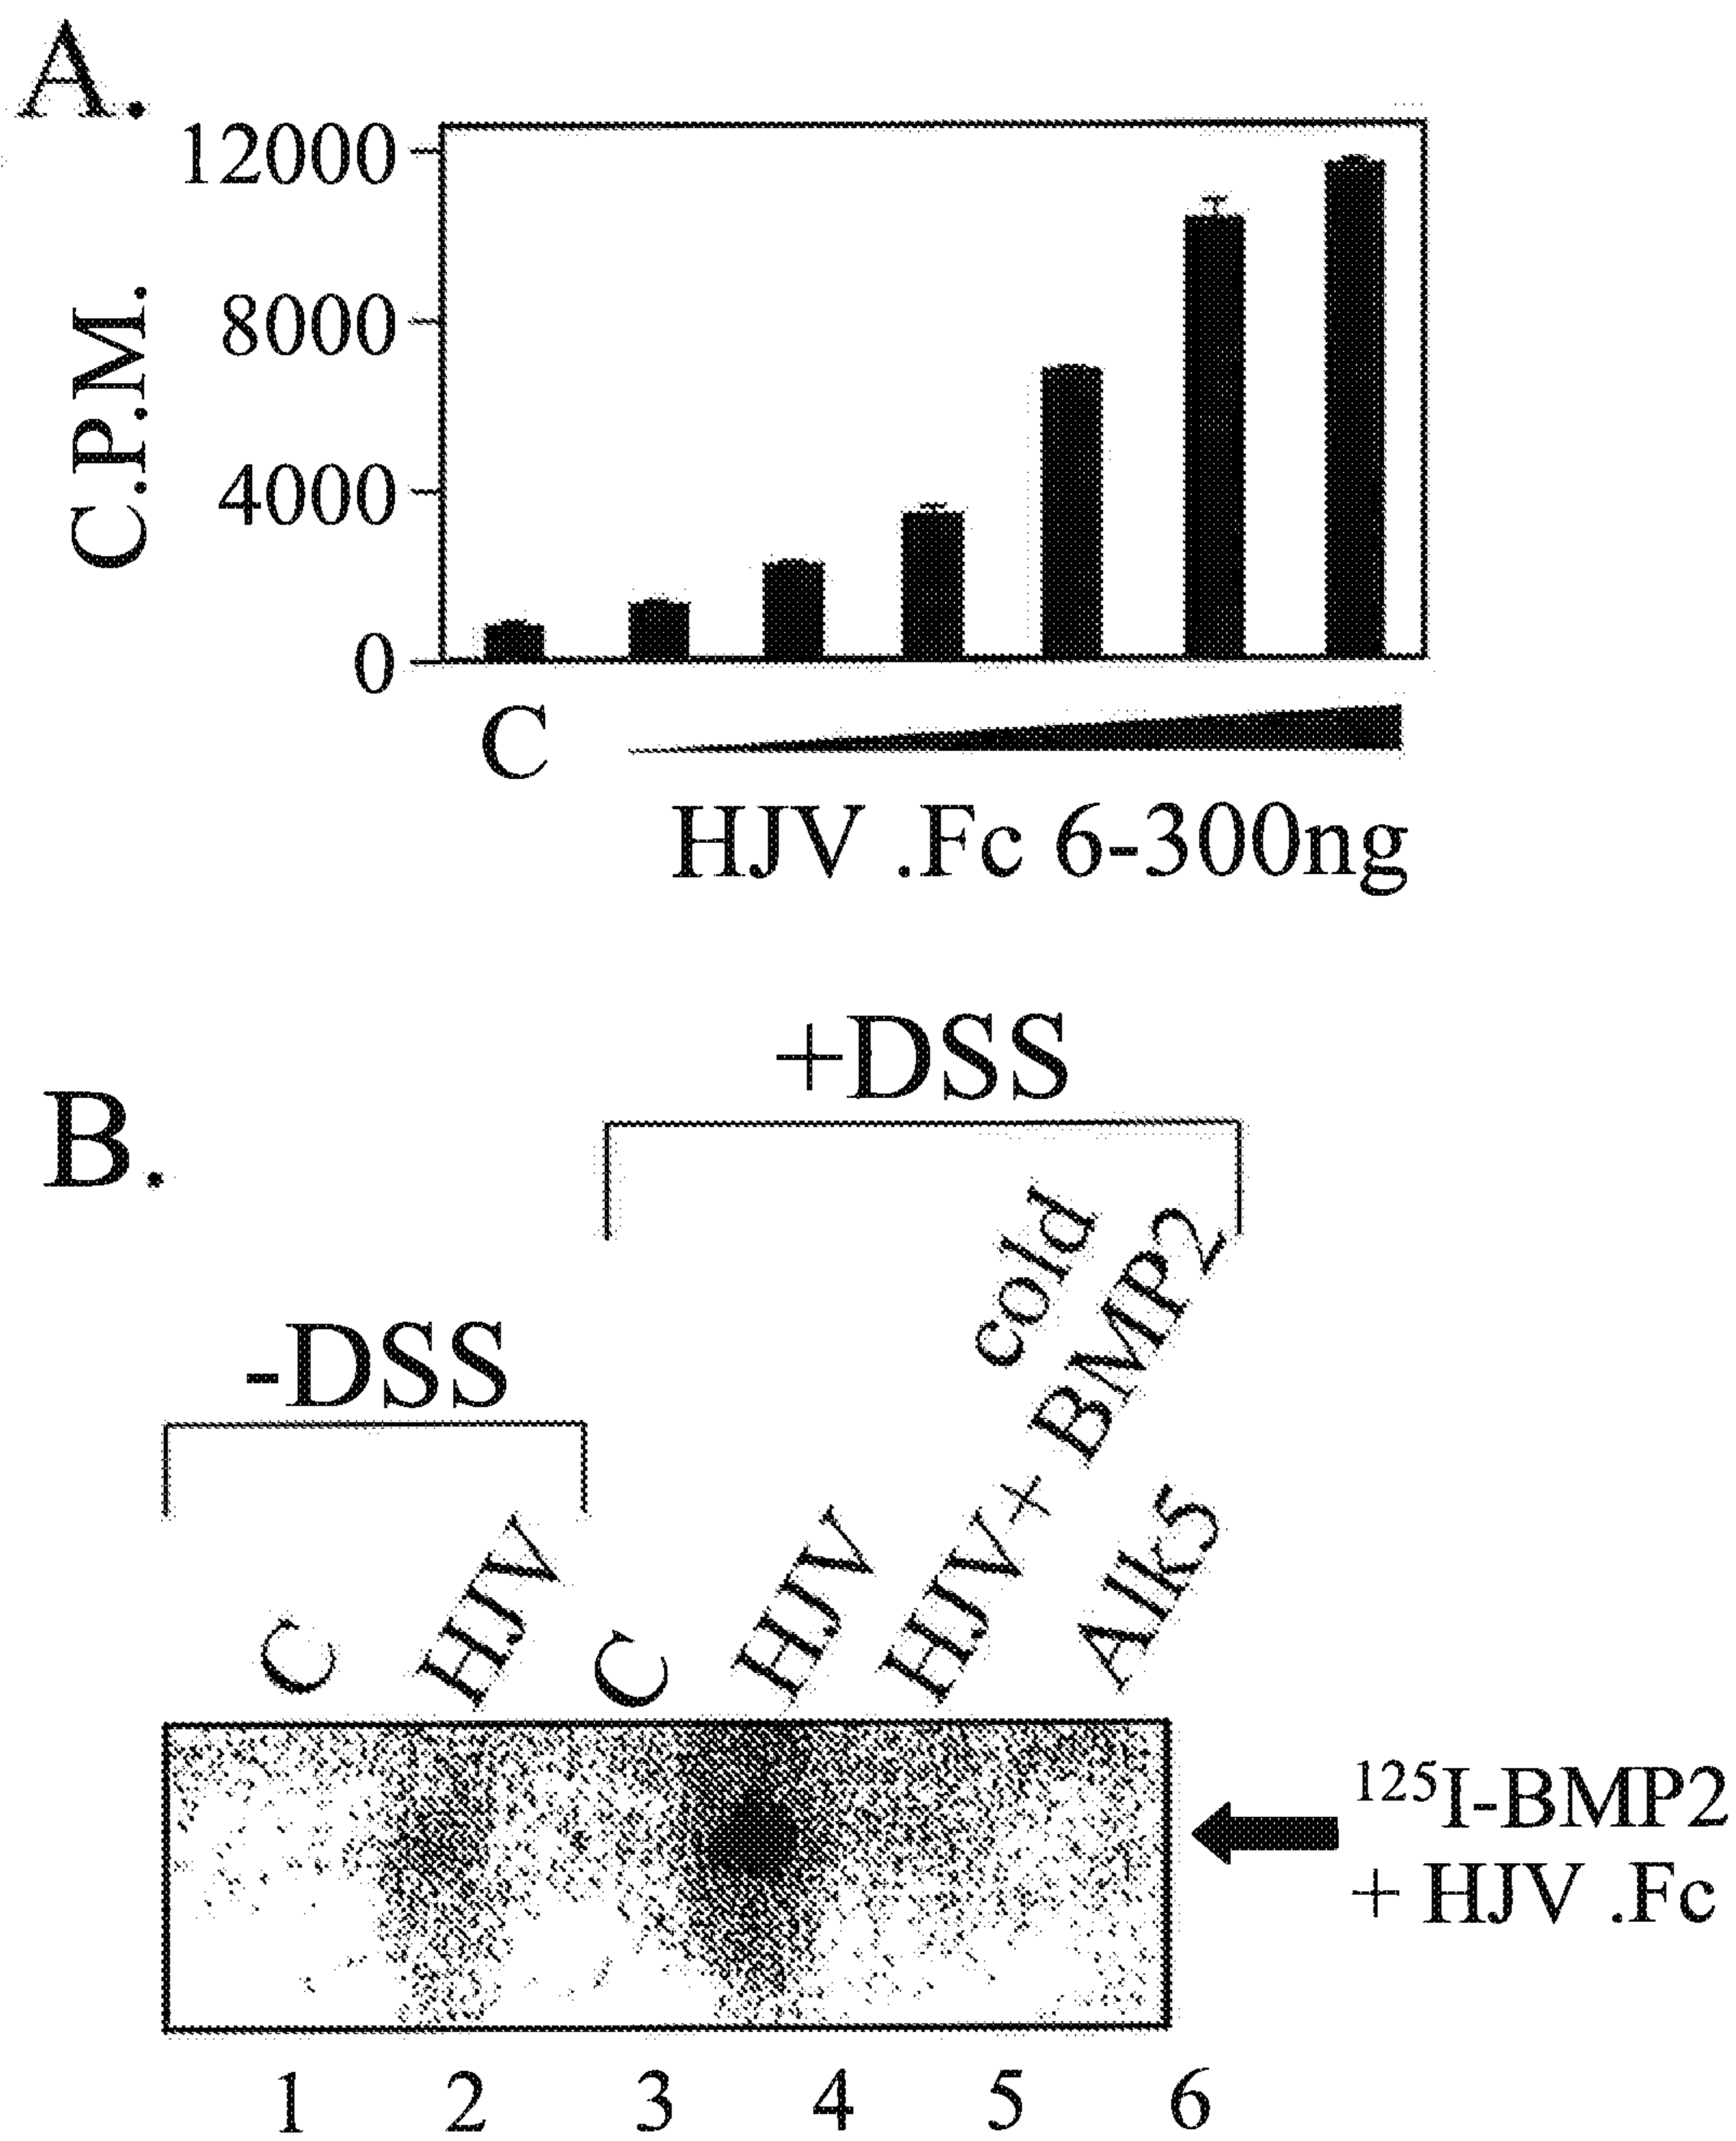 A.
12000
8000
4000
0
C.P.M.
C
HJV .Fc 6-300ng
B.
+DSS
-DSS
C
HJV
C
HJV
HJV+ cold BMP2
Alk5
¹²⁵I-BMP2
+ HJV .Fc
1 2 3 4 5 6